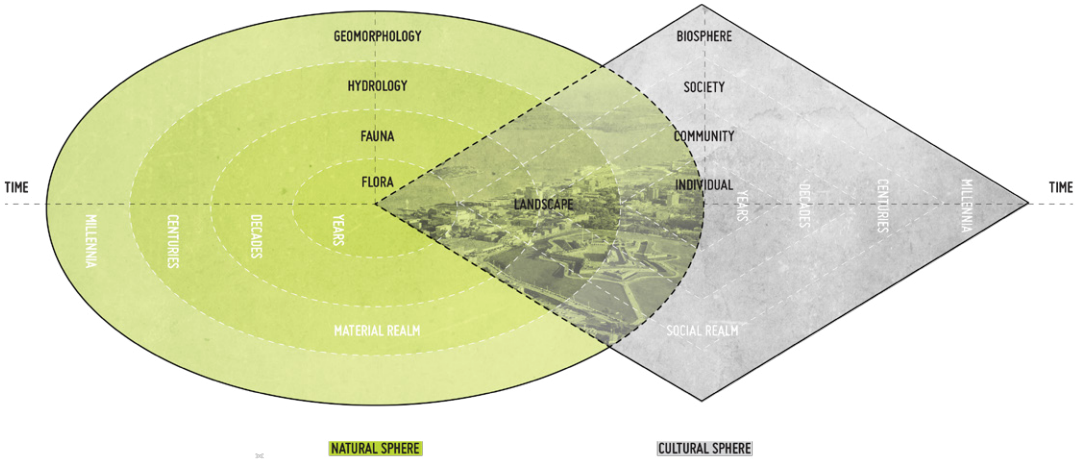 GEOMORPHOLOGY
BIOSPHERE
HYDROLOGY
SOCIETY
FAUNA
COMMUNITY
FLORA
INDIVIDUAL
TIME
TIME
LANDSCAPE
MILLENNIA
CENTURIES
DECADES
YEARS
YEARS
DECADES
CENTURIES
MILLENNIA
MATERIAL REALM
SOCIAL REALM
NATURAL SPHERE
CULTURAL SPHERE